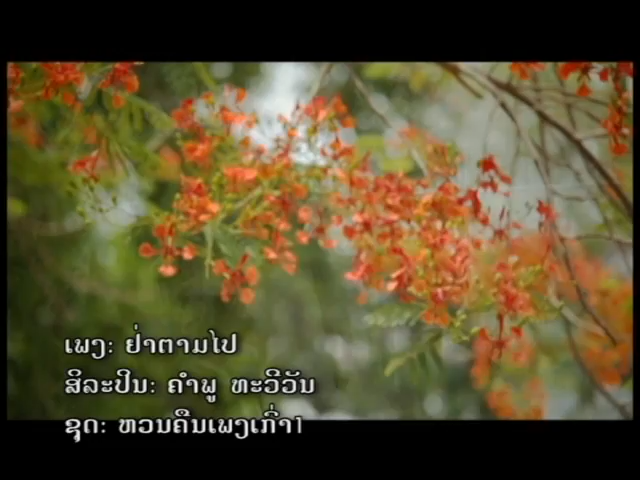 ເພງ: ຢ່າຕາມໄປ
ສິລະປິນ: ຄຳພູ ທະວີວັນ
ຊຸດ: ຫວນຄືນເພງເກົ່າ1